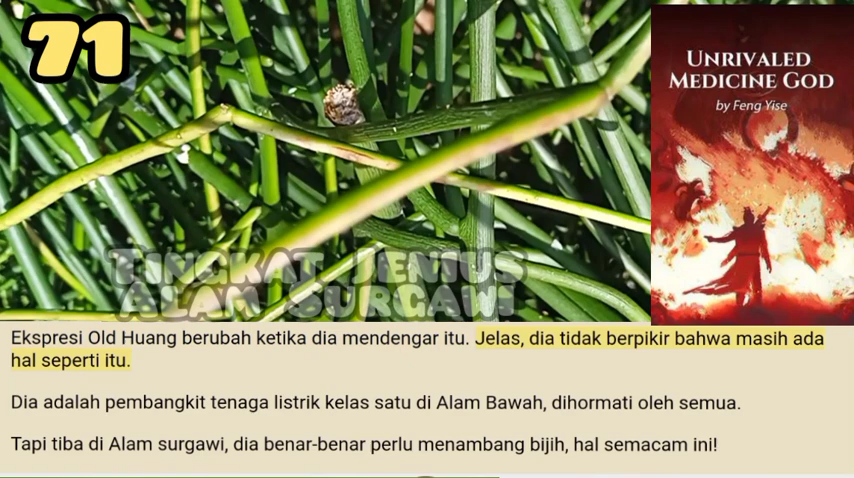 71
UNRIVALED
MEDICINE GOD
by Feng Yise
TINGKAT JENIUS
ALAM SURGAWI
Ekspresi Old Huang berubah ketika dia mendengar itu. Jelas, dia tidak berpikir bahwa masih ada
hal seperti itu.
Dia adalah pembangkit tenaga listrik kelas satu di Alam Bawah, dihormati oleh semua.
Tapi tiba di Alam surgawi, dia benar-benar perlu menambang bijih, hal semacam ini!